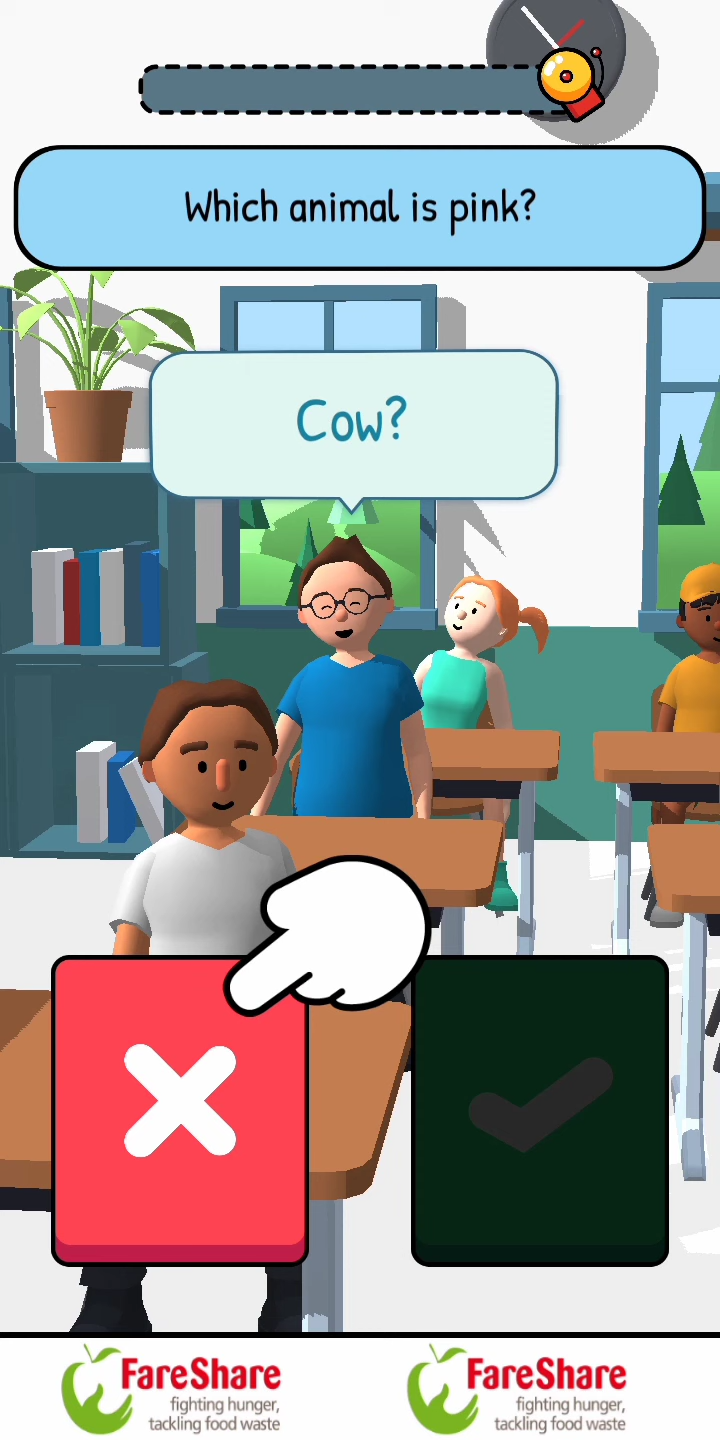 Which animal is pink?
Cow?
FareShare
fighting hunger,
tackling food waste
FareShare
fighting hunger,
tackling food waste